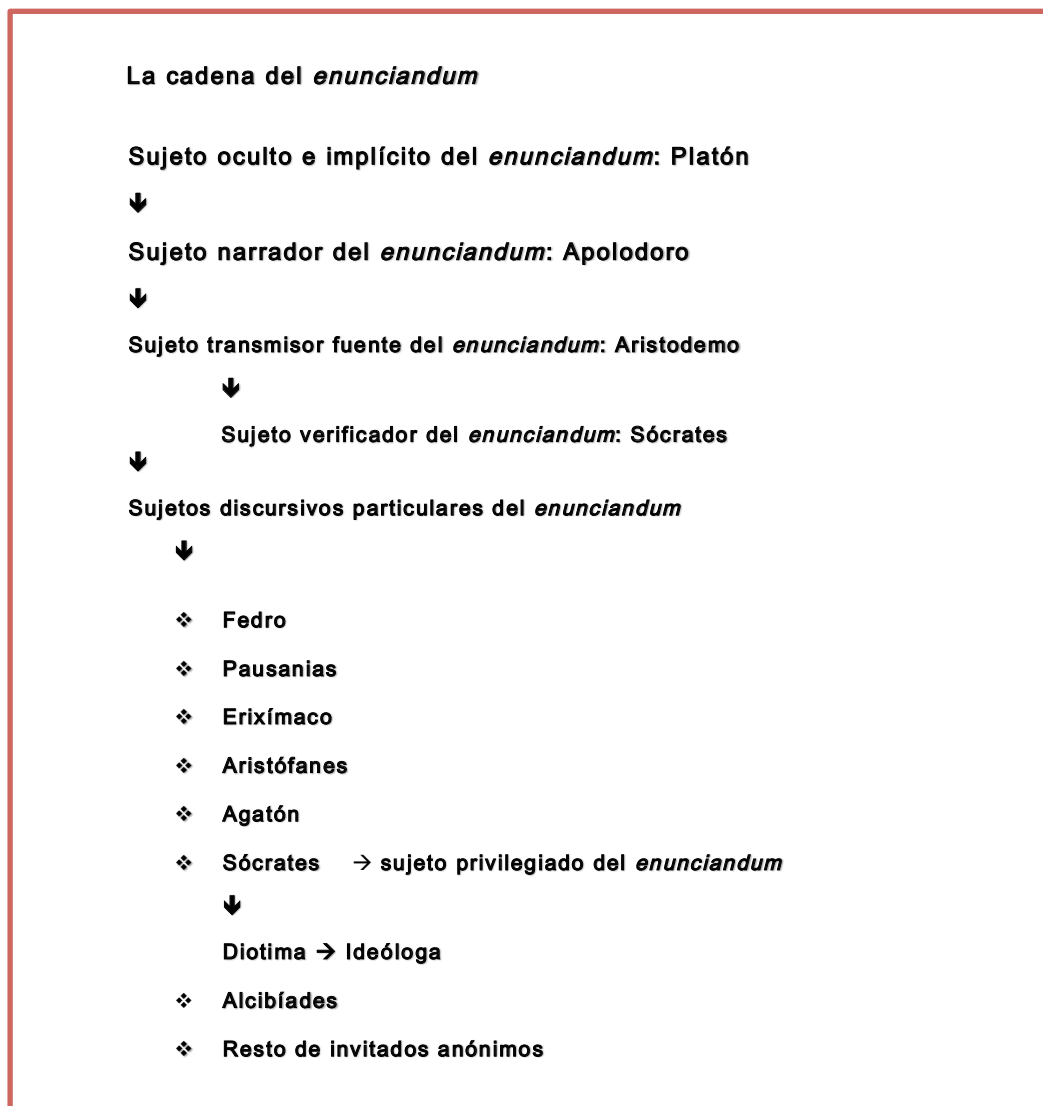 La cadena del enunciandum
Sujeto oculto e implícito del enunciandum: Platón
🡻
Sujeto narrador del enunciandum: Apolodoro
🡻
Sujeto transmisor fuente del enunciandum: Aristodemo
🡻
Sujeto verificador del enunciandum: Sócrates
🡻
Sujetos discursivos particulares del enunciandum
🡻
❖ Fedro
❖ Pausanias
❖ Erixímaco
❖ Aristófanes
❖ Agatón
❖ Sócrates → sujeto privilegiado del enunciandum
🡻
Diotima → Ideóloga
❖ Alcibíades
❖ Resto de invitados anónimos